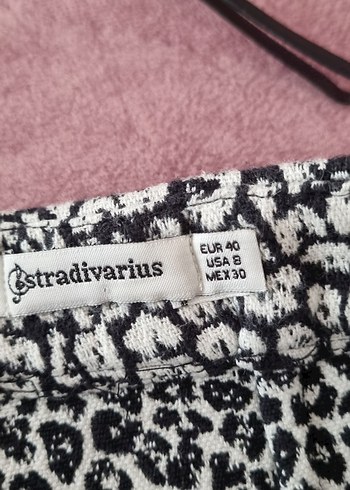 stradivarius
EUR 40
USA 8
MEX 30